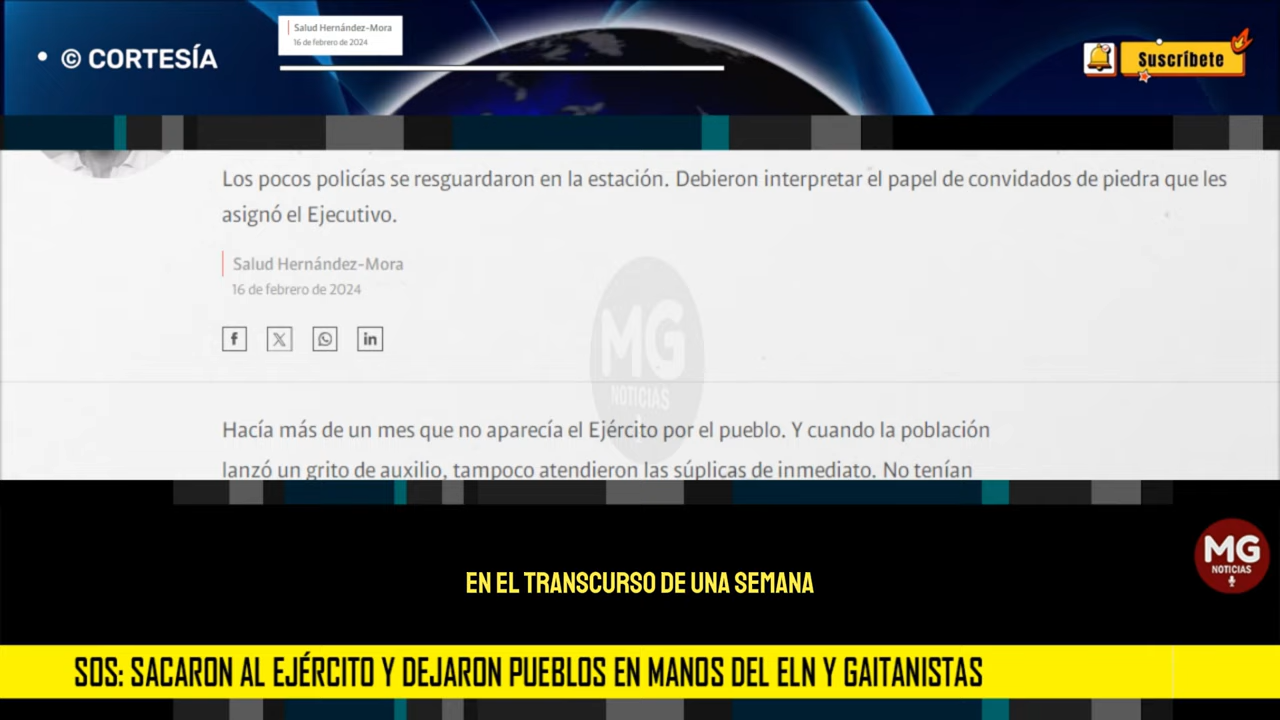 Salud Hernández-Mora
16 de febrero de 2024
© CORTESÍA
Suscríbete
Los pocos policías se resguardaron en la estación. Debieron interpretar el papel de convidados de piedra que les
asignó el Ejecutivo.
Salud Hernández-Mora
16 de febrero de 2024
f X in
MG
NOTICIAS
Hacía más de un mes que no aparecía el Ejército por el pueblo. Y cuando la población
lanzó un grito de auxilio, tampoco atendieron las súplicas de inmediato. No tenían
MG
NOTICIAS
EN EL TRANSCURSO DE UNA SEMANA
SOS: SACARON AL EJÉRCITO Y DEJARON PUEBLOS EN MANOS DEL ELN Y GAITANISTAS